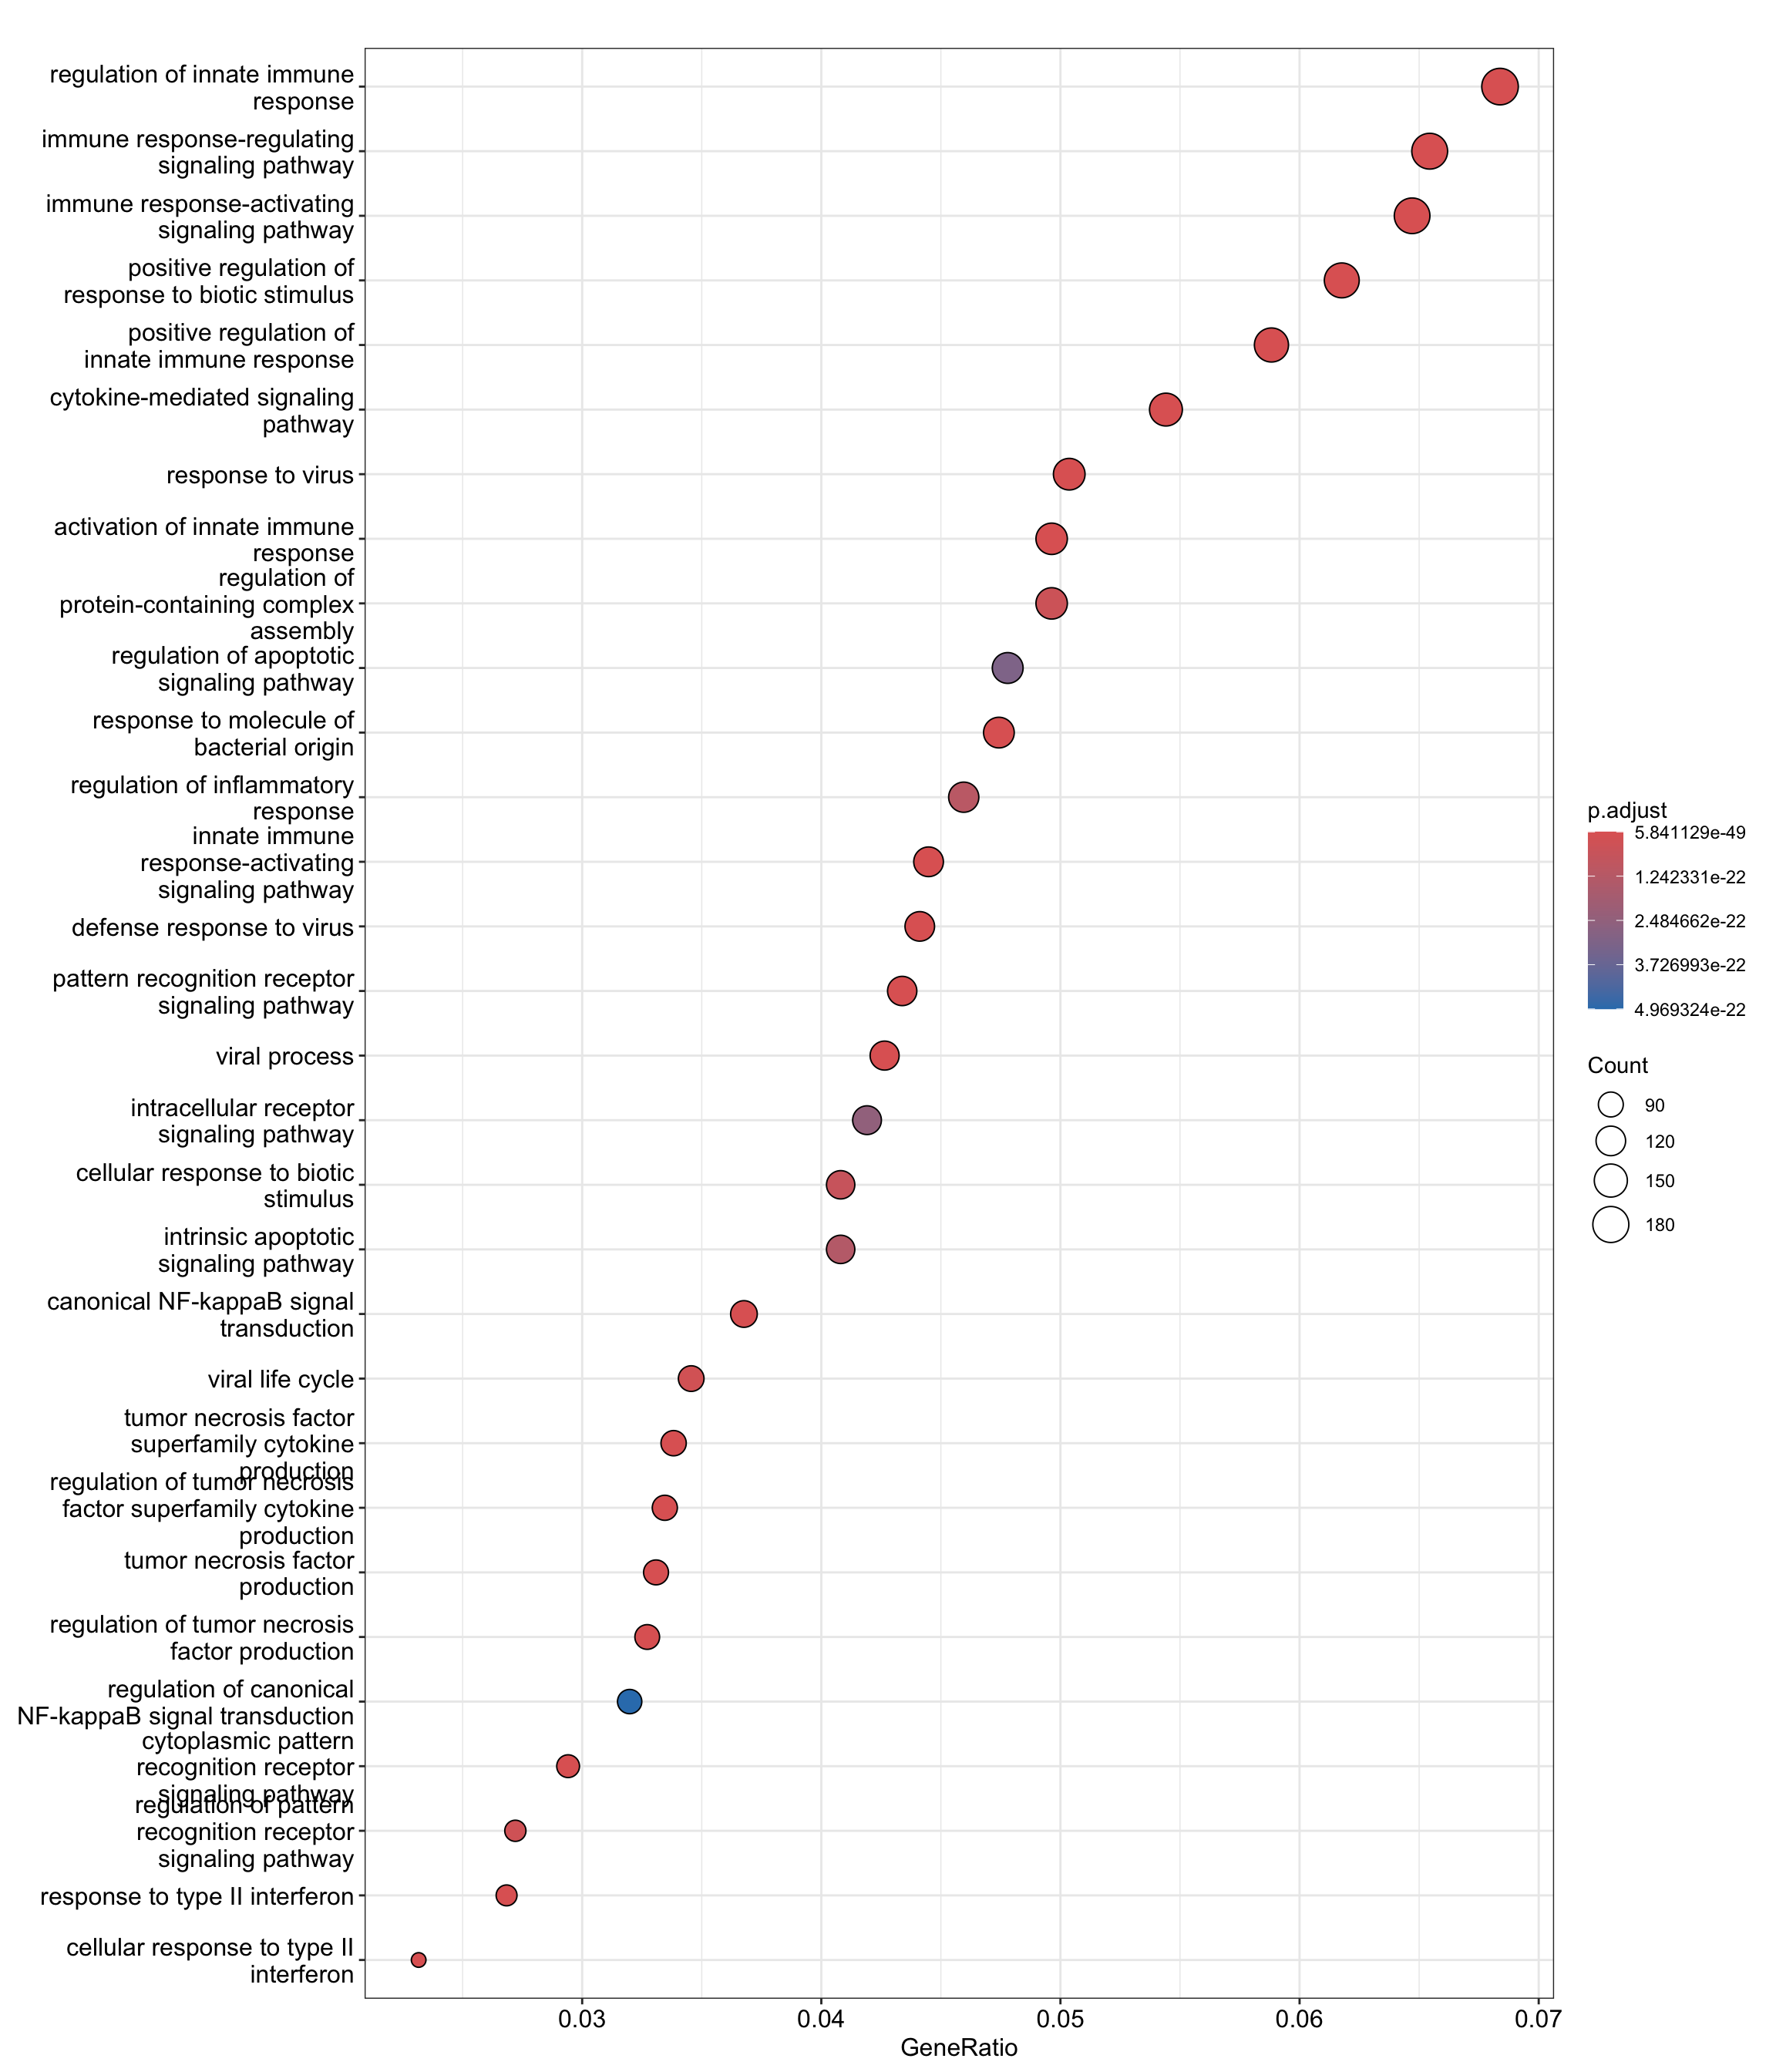 regulation of innate immune
response
immune response-regulating
signaling pathway
immune response-activating
signaling pathway
positive regulation of
response to biotic stimulus
positive regulation of
innate immune response
cytokine-mediated signaling
pathway
response to virus
activation of innate immune
response
regulation of
protein-containing complex
assembly
regulation of apoptotic
signaling pathway
response to molecule of
bacterial origin
regulation of inflammatory
response
innate immune
response-activating
signaling pathway
defense response to virus
pattern recognition receptor
signaling pathway
viral process
intracellular receptor
signaling pathway
cellular response to biotic
stimulus
intrinsic apoptotic
signaling pathway
canonical NF-kappaB signal
transduction
viral life cycle
tumor necrosis factor
superfamily cytokine
production
regulation of tumor necrosis
factor superfamily cytokine
production
tumor necrosis factor
production
regulation of tumor necrosis
factor production
regulation of canonical
NF-kappaB signal transduction
cytoplasmic pattern
recognition receptor
signaling pathway
regulation of pattern
recognition receptor
signaling pathway
response to type II interferon
cellular response to type II
interferon
0.03 0.04 0.05 0.06 0.07
GeneRatio
p.adjust
5.841129e-49
1.242331e-22
2.484662e-22
3.726993e-22
4.969324e-22
Count
90
120
150
180